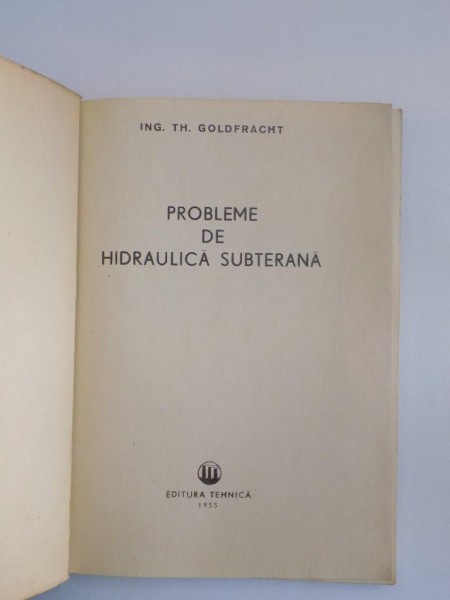 ING. TH. GOLDFRACHT
PROBLEME
DE
HIDRAULICĂ SUBTERANĂ
EDITURA TEHNICĂ
1955